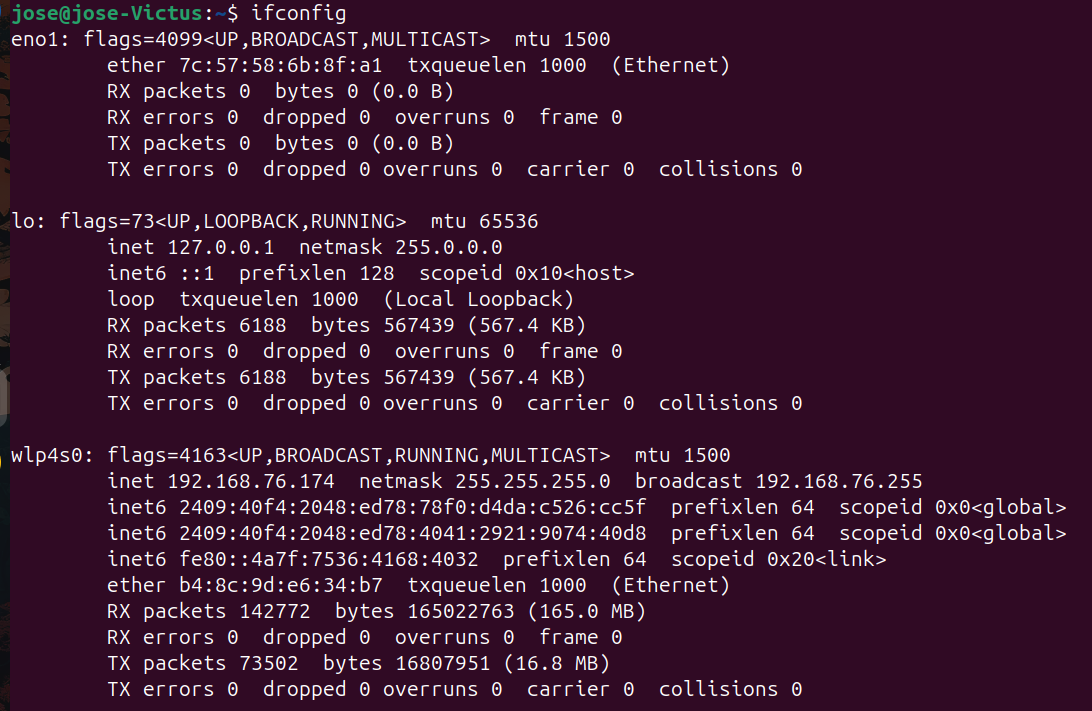 jose@jose-Victus:~$ ifconfig
eno1: flags=4099<UP,BROADCAST,MULTICAST>  mtu 1500
        ether 7c:57:58:6b:8f:a1  txqueuelen 1000  (Ethernet)
        RX packets 0  bytes 0 (0.0 B)
        RX errors 0  dropped 0  overruns 0  frame 0
        TX packets 0  bytes 0 (0.0 B)
        TX errors 0  dropped 0 overruns 0  carrier 0  collisions 0

lo: flags=73<UP,LOOPBACK,RUNNING>  mtu 65536
        inet 127.0.0.1  netmask 255.0.0.0
        inet6 ::1  prefixlen 128  scopeid 0x10<host>
        loop  txqueuelen 1000  (Local Loopback)
        RX packets 6188  bytes 567439 (567.4 KB)
        RX errors 0  dropped 0  overruns 0  frame 0
        TX packets 6188  bytes 567439 (567.4 KB)
        TX errors 0  dropped 0 overruns 0  carrier 0  collisions 0

wlp4s0: flags=4163<UP,BROADCAST,RUNNING,MULTICAST>  mtu 1500
        inet 192.168.76.174  netmask 255.255.255.0  broadcast 192.168.76.255
        inet6 2409:40f4:2048:ed78:78f0:d4da:c526:cc5f  prefixlen 64  scopeid 0x0<global>
        inet6 2409:40f4:2048:ed78:4041:2921:9074:40d8  prefixlen 64  scopeid 0x0<global>
        inet6 fe80::4a7f:7536:4168:4032  prefixlen 64  scopeid 0x20<link>
        ether b4:8c:9d:e6:34:b7  txqueuelen 1000  (Ethernet)
        RX packets 142772  bytes 165022763 (165.0 MB)
        RX errors 0  dropped 0  overruns 0  frame 0
        TX packets 73502  bytes 16807951 (16.8 MB)
        TX errors 0  dropped 0 overruns 0  carrier 0  collisions 0